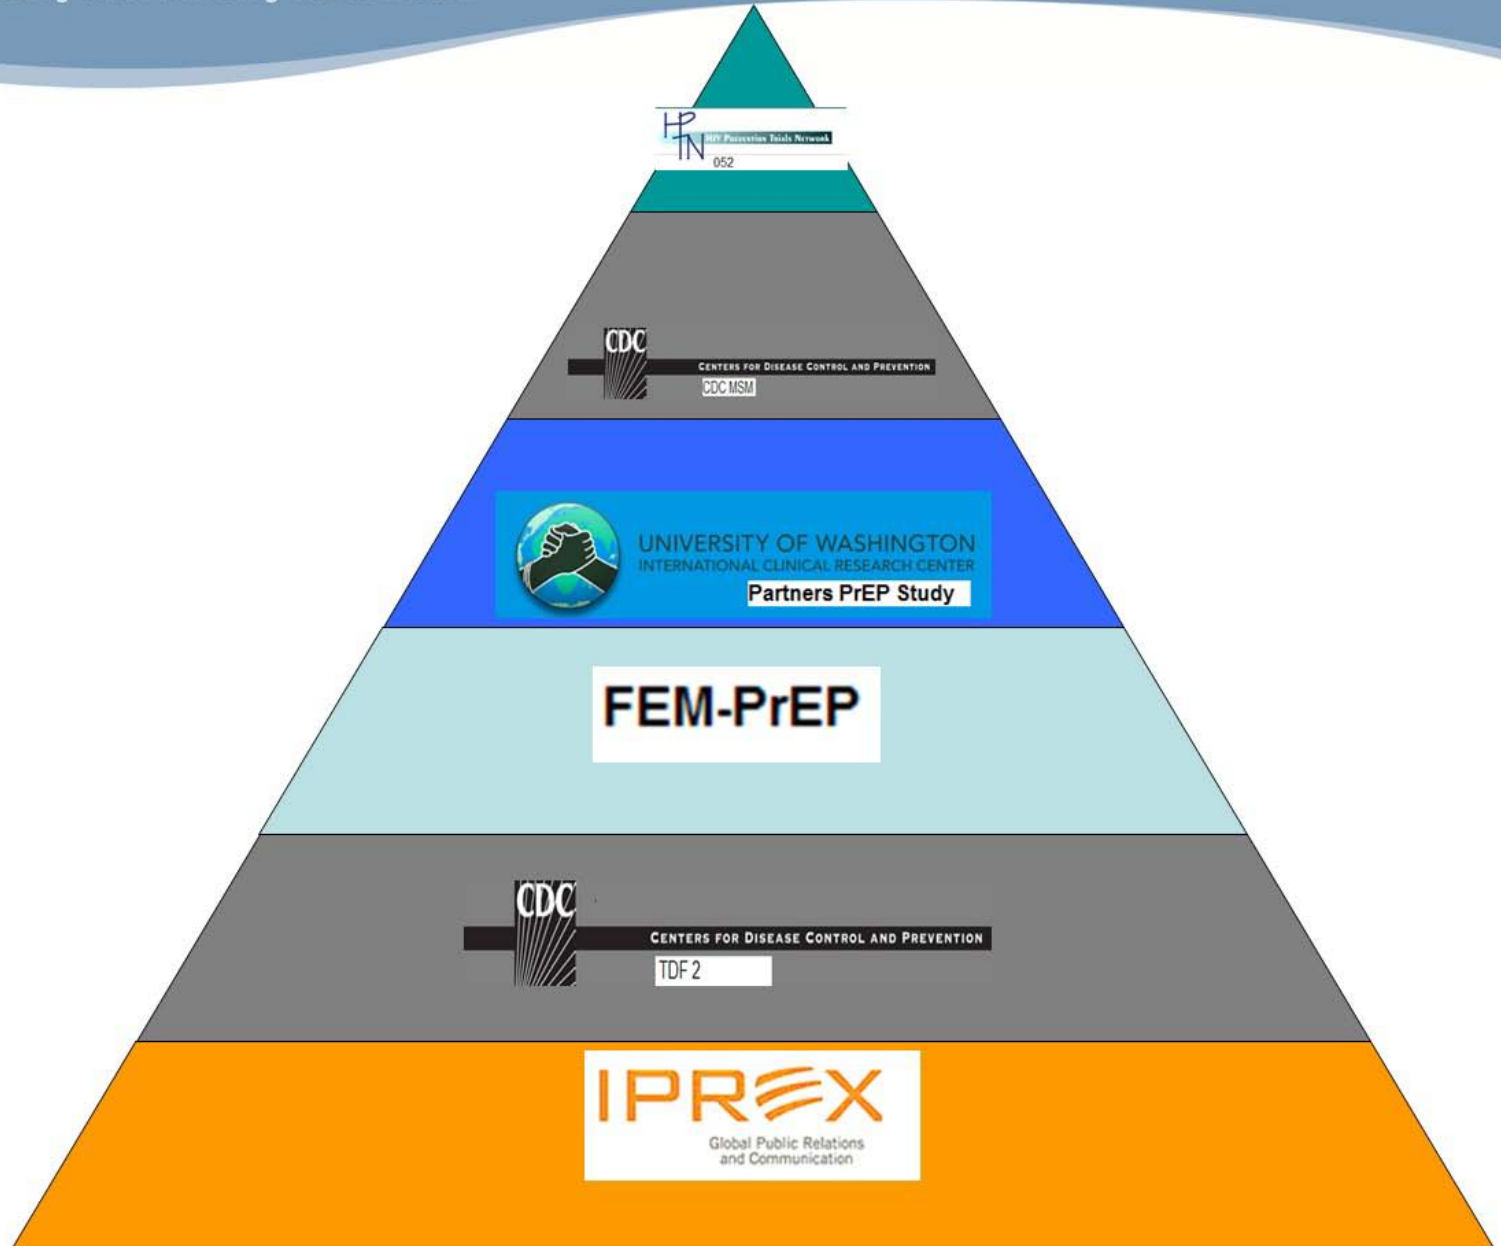 HPTN
HIV Prevention Trials Network
052
CDC
CENTERS FOR DISEASE CONTROL AND PREVENTION
CDC MSM
UNIVERSITY OF WASHINGTON
INTERNATIONAL CLINICAL RESEARCH CENTER
Partners PrEP Study
FEM-PrEP
CDC
CENTERS FOR DISEASE CONTROL AND PREVENTION
TDF 2
IPREX
Global Public Relations
and Communication